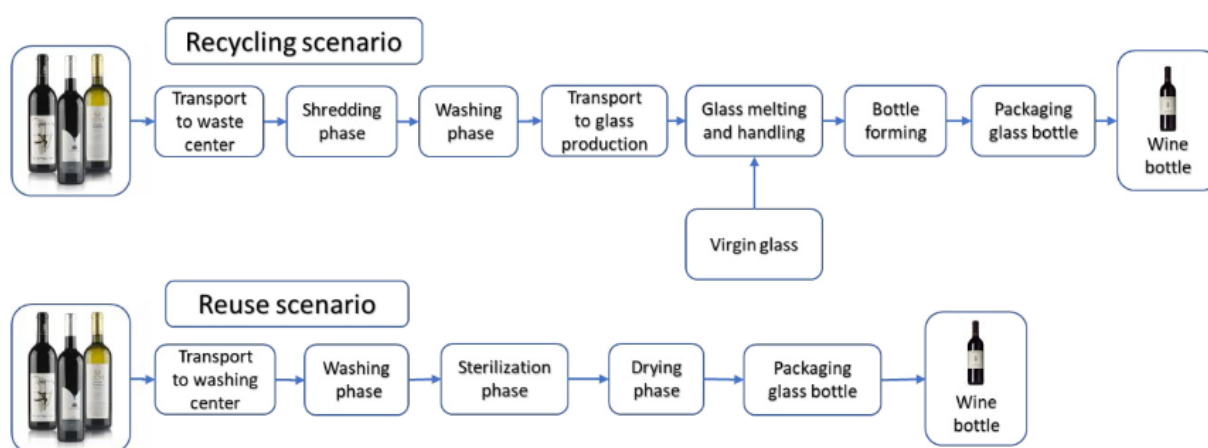 Recycling scenario
Transport
to waste
center
Shredding
phase
Washing
phase
Transport
to glass
production
Glass melting
and handling
Bottle
forming
Packaging
glass bottle
Wine
bottle
Virgin glass
Reuse scenario
Transport
to washing
center
Washing
phase
Sterilization
phase
Drying
phase
Packaging
glass bottle
Wine
bottle